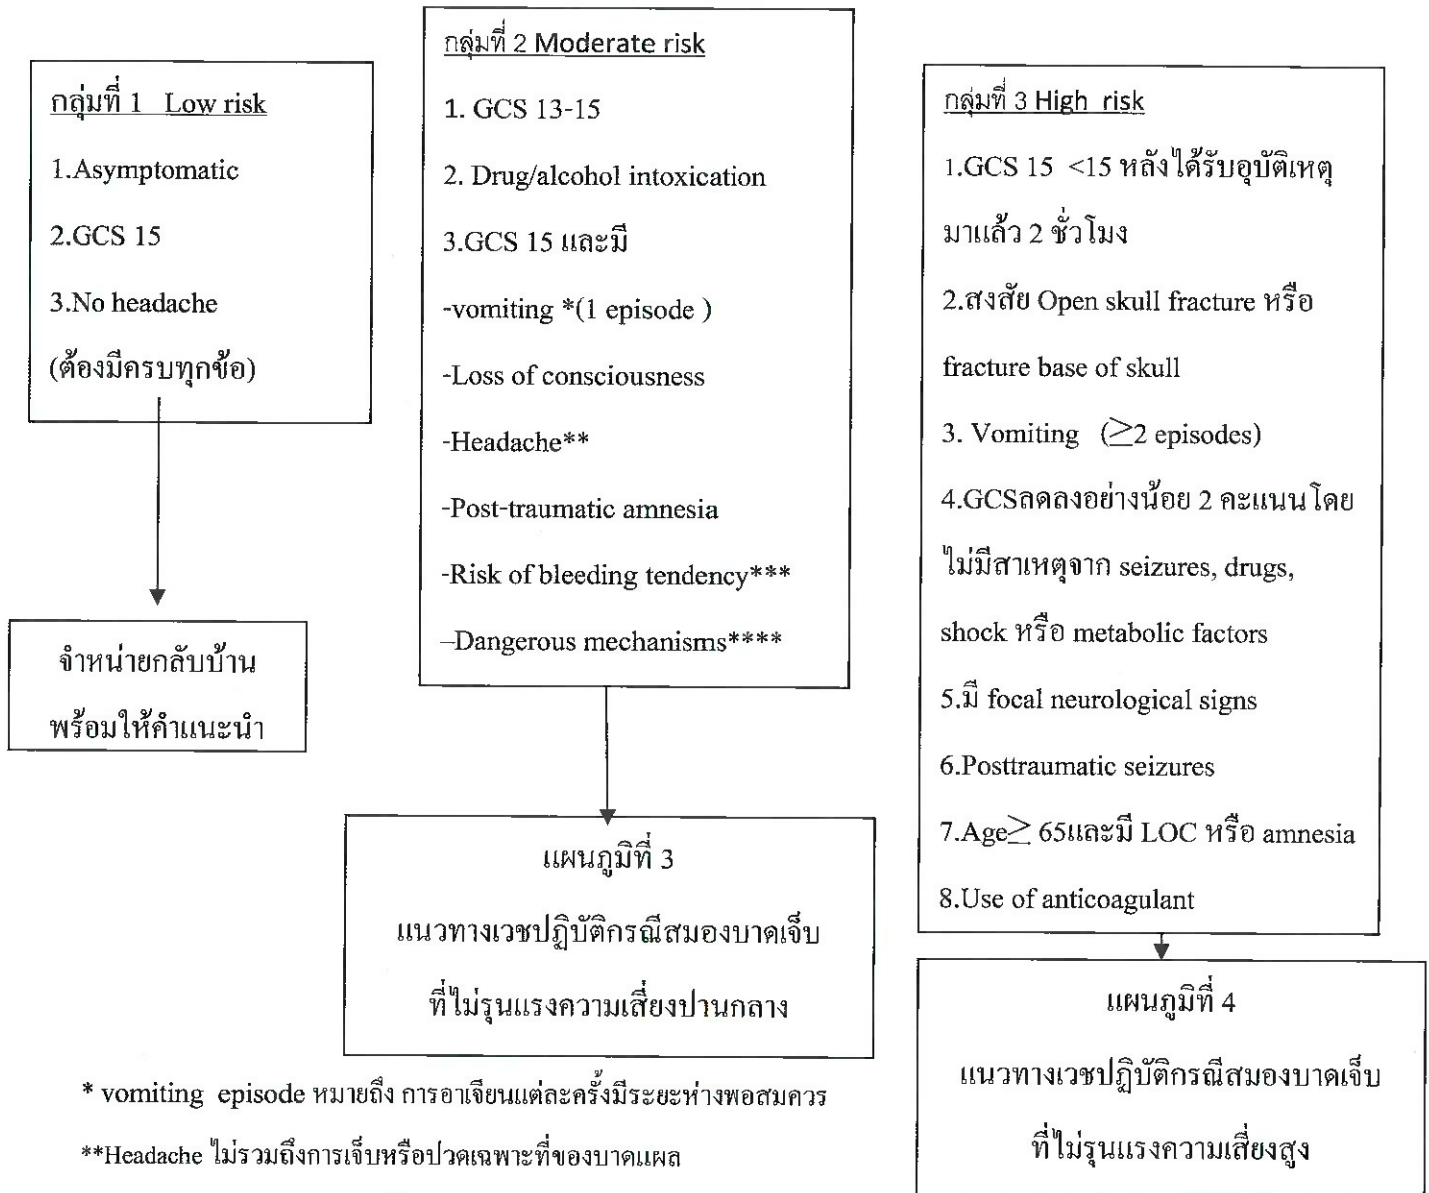 กลุ่มที่ 1 Low risk
1.Asymptomatic
2.GCS 15
3.No headache
(ต้องมีครบทุกข้อ)
จำหน่ายกลับบ้าน
พร้อมให้คำแนะนำ
กลุ่มที่ 2 Moderate risk
1. GCS 13-15
2. Drug/alcohol intoxication
3.GCS 15 และมี
-vomiting *(1 episode )
-Loss of consciousness
-Headache**
-Post-traumatic amnesia
-Risk of bleeding tendency***
–Dangerous mechanisms****
แผนภูมิที่ 3
แนวทางเวชปฏิบัติกรณีสมองบาดเจ็บ
ที่ไม่รุนแรงความเสี่ยงปานกลาง
กลุ่มที่ 3 High risk
1.GCS 15 <15 หลังได้รับอุบัติเหตุ
มาแล้ว 2 ชั่วโมง
2.สงสัย Open skull fracture หรือ
fracture base of skull
3. Vomiting (≥2 episodes)
4.GCSลดลงอย่างน้อย 2 คะแนน โดย
ไม่มีสาเหตุจาก seizures, drugs,
shock หรือ metabolic factors
5.มี focal neurological signs
6.Posttraumatic seizures
7.Age≥ 65และมี LOC หรือ amnesia
8.Use of anticoagulant
แผนภูมิที่ 4
แนวทางเวชปฏิบัติกรณีสมองบาดเจ็บ
ที่ไม่รุนแรงความเสี่ยงสูง
* vomiting episode หมายถึง การอาเจียนแต่ละครั้งมีระยะห่างพอสมควร
**Headache ไม่รวมถึงการเจ็บหรือปวดเฉพาะที่ของบาดแผล